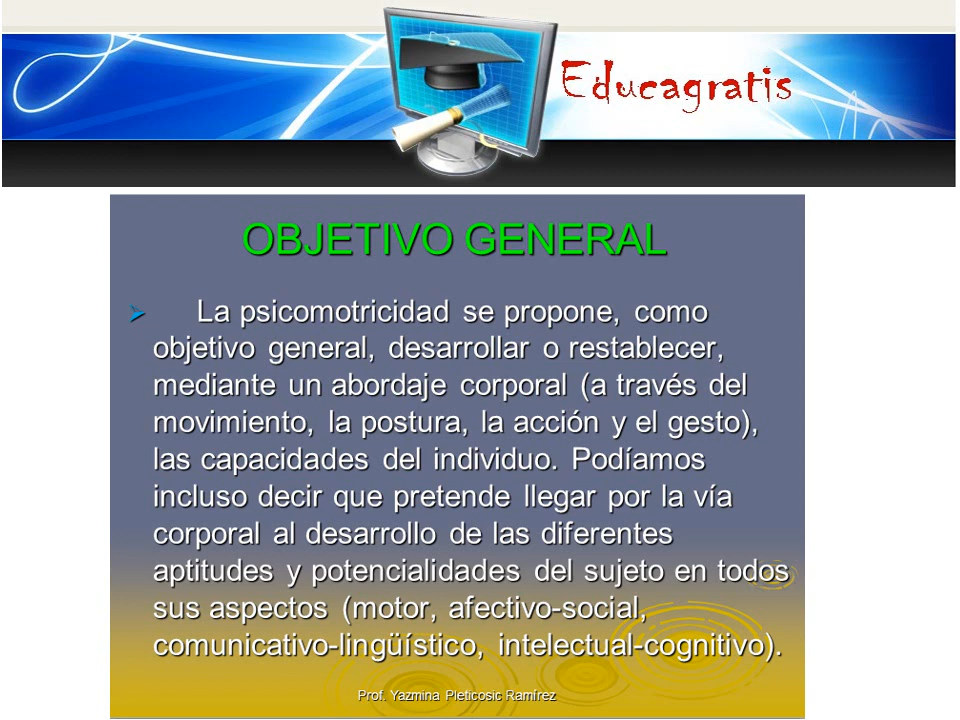 Educagratis
OBJETIVO GENERAL
La psicomotricidad se propone, como
objetivo general, desarrollar o restablecer,
mediante un abordaje corporal (a través del
movimiento, la postura, la acción y el gesto),
las capacidades del individuo. Podíamos
incluso decir que pretende llegar por la vía
corporal al desarrollo de las diferentes
aptitudes y potencialidades del sujeto en todos
sus aspectos (motor, afectivo-social,
comunicativo-lingüístico, intelectual-cognitivo).
Prof. Yazmina Pleticosic Ramírez